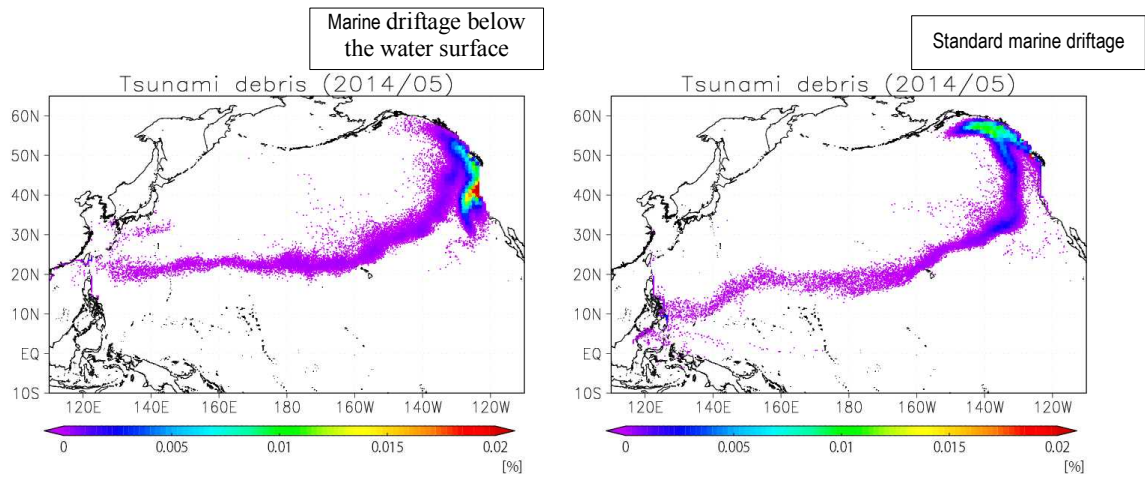 Marine driftage below
the water surface
Tsunami debris (2014/05)
60N
50N
40N
30N
20N
10N
EQ
10S
120E 140E 160E 180 160W 140W 120W
0 0.005 0.01 0.015 0.02
[%]
Standard marine driftage
Tsunami debris (2014/05)
60N
50N
40N
30N
20N
10N
EQ
10S
120E 140E 160E 180 160W 140W 120W
0 0.005 0.01 0.015 0.02
[%]